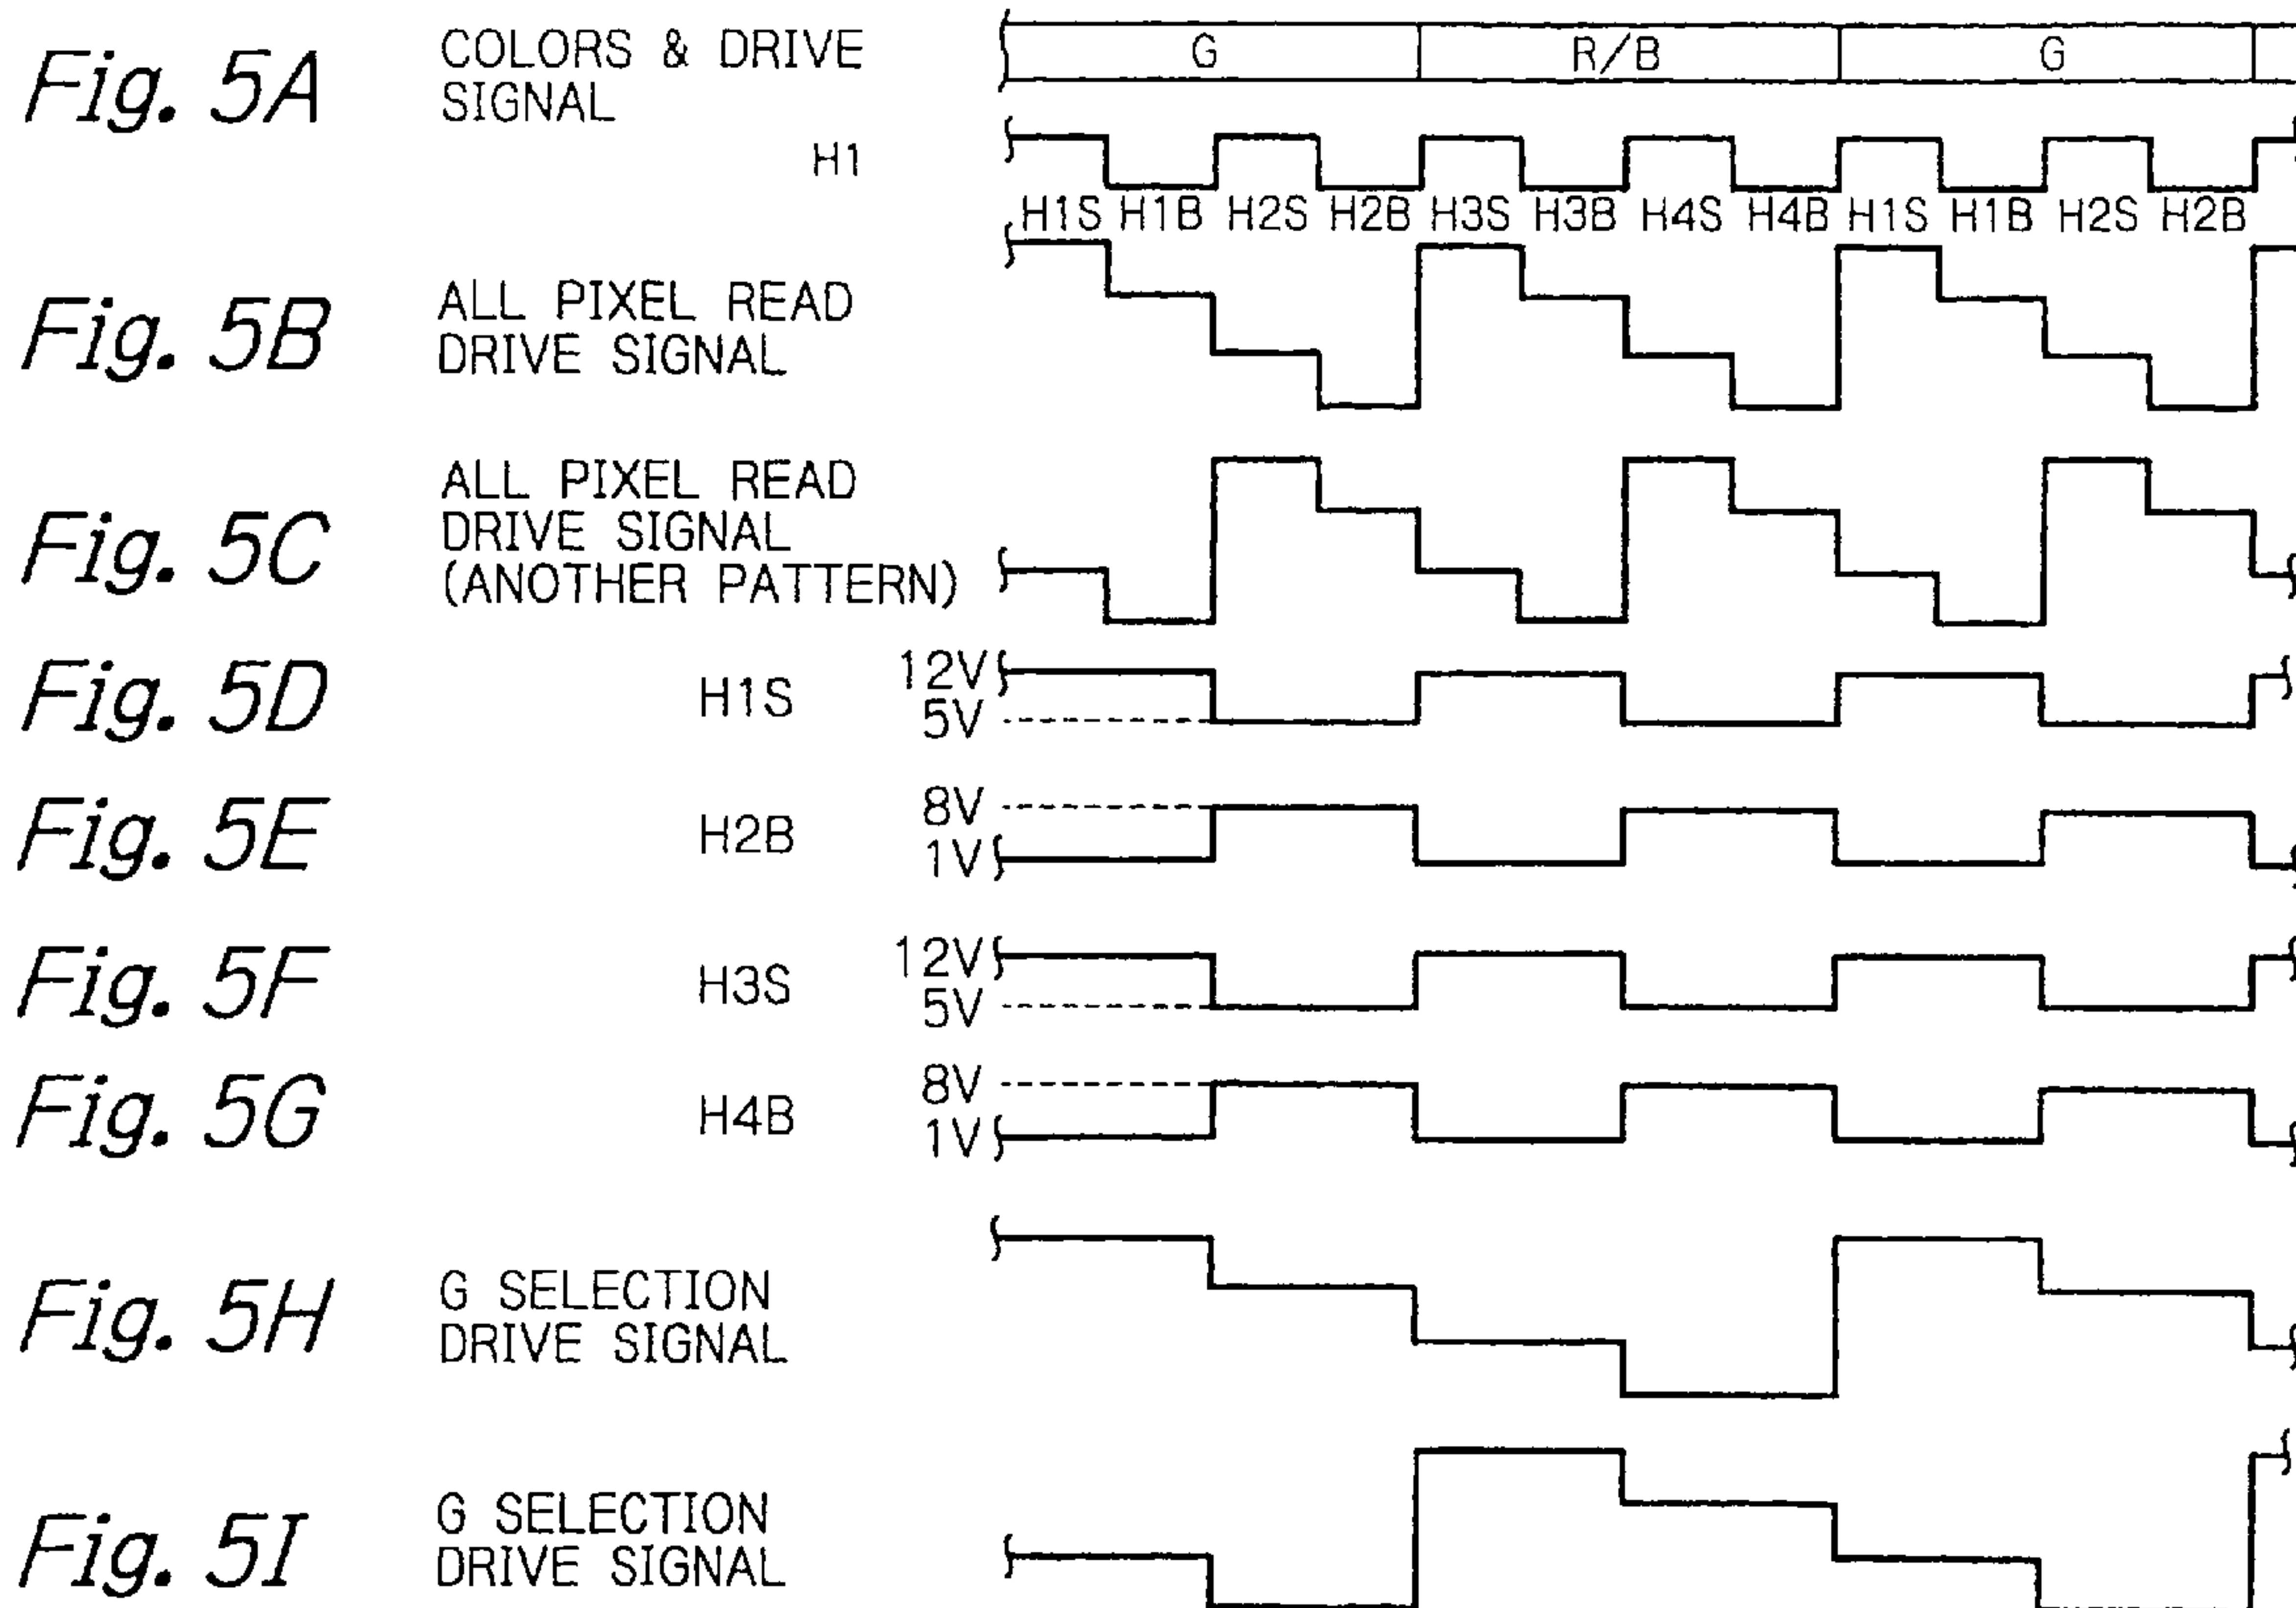 G R/B G
Fig. 5A COLORS & DRIVE
SIGNAL
H1
H1S H1B H2S H2B H3S H3B H4S H4B H1S H1B H2S H2B
Fig. 5B ALL PIXEL READ
DRIVE SIGNAL
Fig. 5C ALL PIXEL READ
DRIVE SIGNAL
(ANOTHER PATTERN)
Fig. 5D H1S 12V
5V
Fig. 5E H2B 8V
1V
Fig. 5F H3S 12V
5V
Fig. 5G H4B 8V
1V
Fig. 5H G SELECTION
DRIVE SIGNAL
Fig. 5I G SELECTION
DRIVE SIGNAL